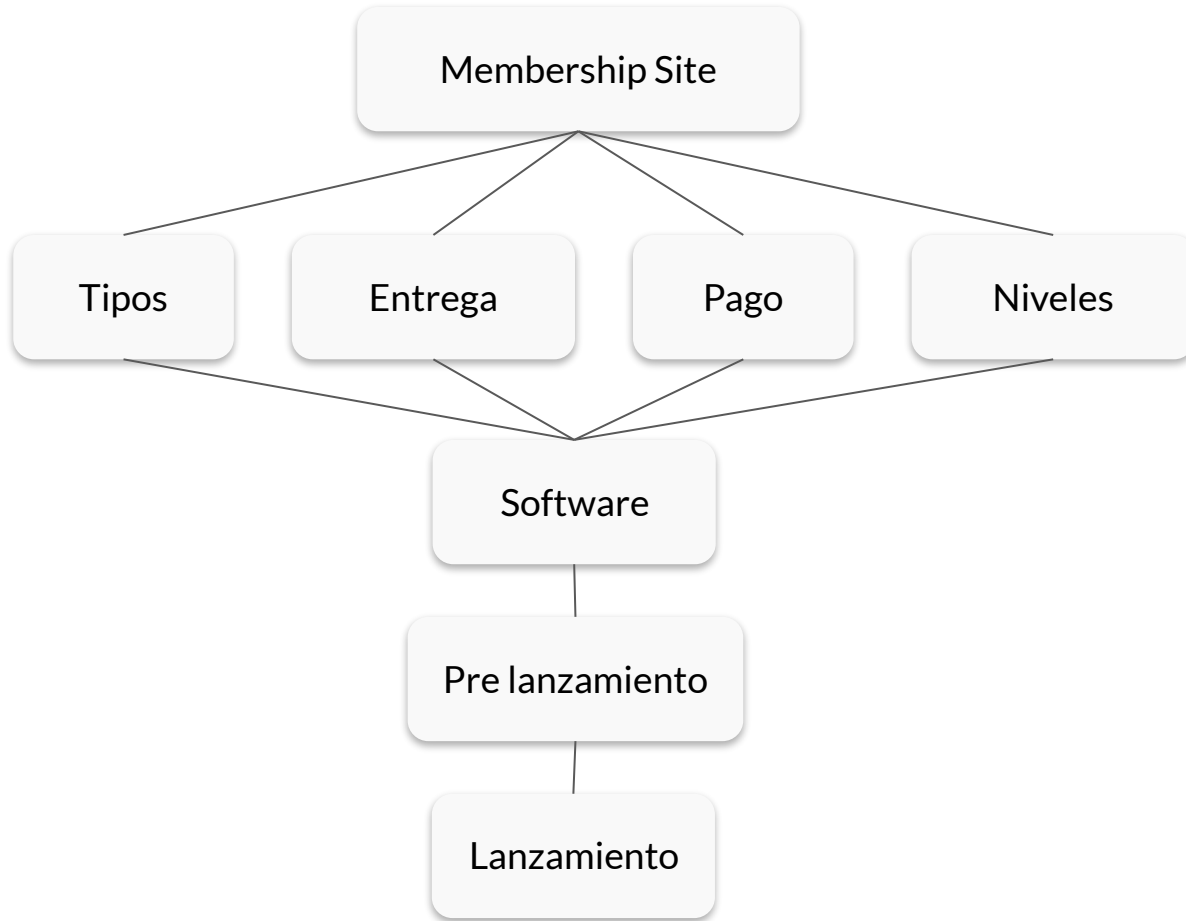 Membership Site
Tipos
Entrega
Pago
Niveles
Software
Pre lanzamiento
Lanzamiento